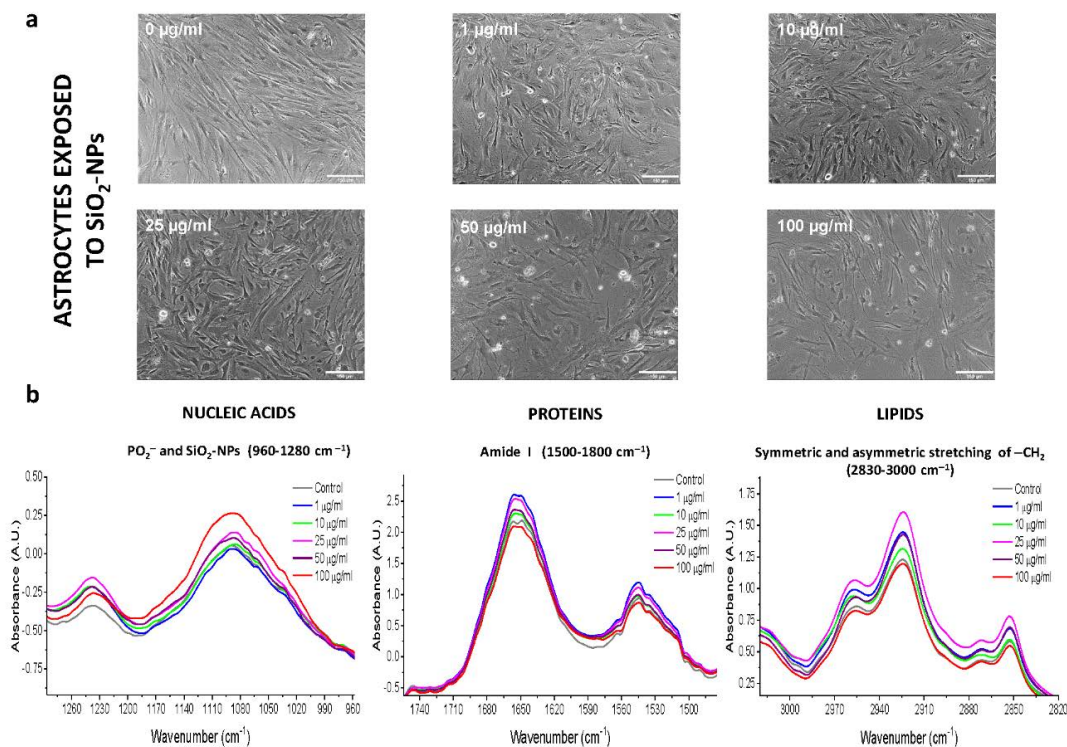 a
ASTROCYTES EXPOSED
TO SiO₂-NPs
0 µg/ml
1 µg/ml
10 µg/ml
25 µg/ml
50 µg/ml
100 µg/ml
b
NUCLEIC ACIDS
PROTEINS
LIPIDS
PO₂⁻ and SiO₂-NPs (960-1280 cm⁻¹)
Amide I (1500-1800 cm⁻¹)
Symmetric and asymmetric stretching of –CH₂
(2830-3000 cm⁻¹)
Absorbance (A.U.)
0.50
0.25
0.00
-0.25
-0.50
-0.75
Control
1 µg/ml
10 µg/ml
25 µg/ml
50 µg/ml
100 µg/ml
1260 1230 1200 1170 1140 1110 1080 1050 1020 990 960
Wavenumber (cm⁻¹)
Absorbance (A.U.)
2.5
2.0
1.5
1.0
0.5
0.0
-0.5
Control
1 µg/ml
10 µg/ml
25 µg/ml
50 µg/ml
100 µg/ml
1740 1710 1680 1650 1620 1590 1560 1530 1500
Wavenumber (cm⁻¹)
Absorbance (A.U.)
1.75
1.50
1.25
1.00
0.75
0.50
0.25
Control
1 µg/ml
10 µg/ml
25 µg/ml
50 µg/ml
100 µg/ml
3000 2970 2940 2910 2880 2850 2820
Wavenumber (cm⁻¹)